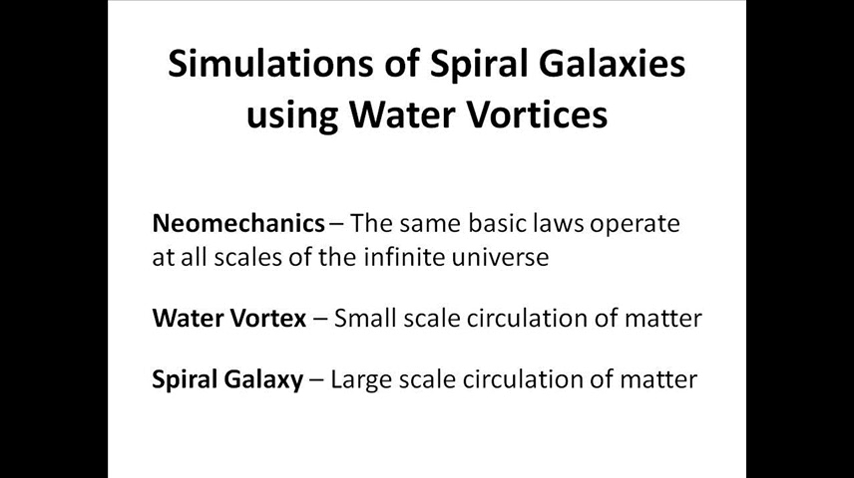 Simulations of Spiral Galaxies
using Water Vortices
Neomechanics – The same basic laws operate
at all scales of the infinite universe
Water Vortex – Small scale circulation of matter
Spiral Galaxy – Large scale circulation of matter